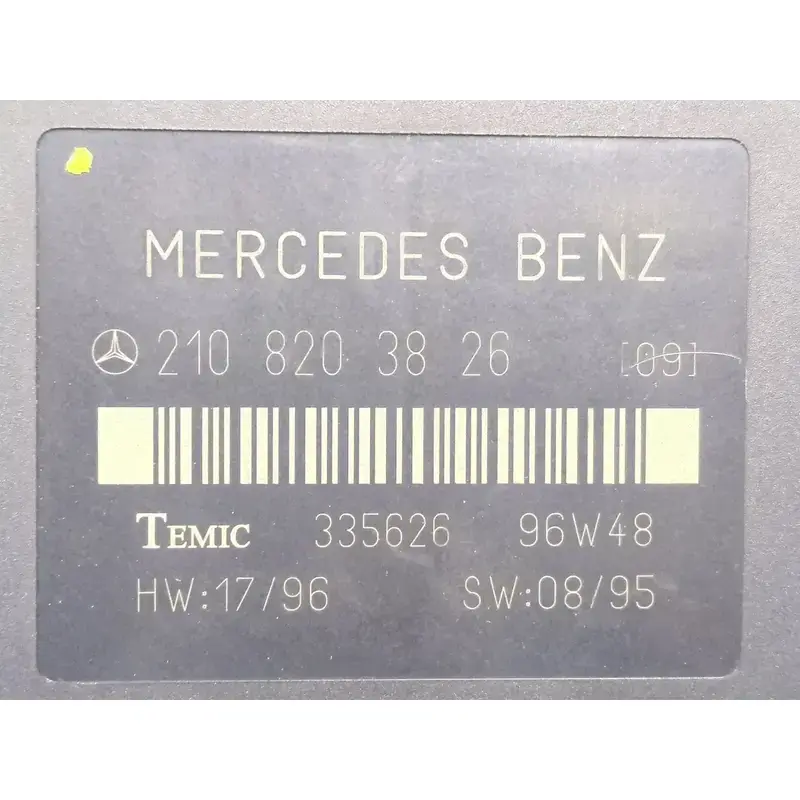 MERCEDES BENZ
210 820 38 26 [09]
TEMIC 335626 96W48
HW:17/96 SW:08/95